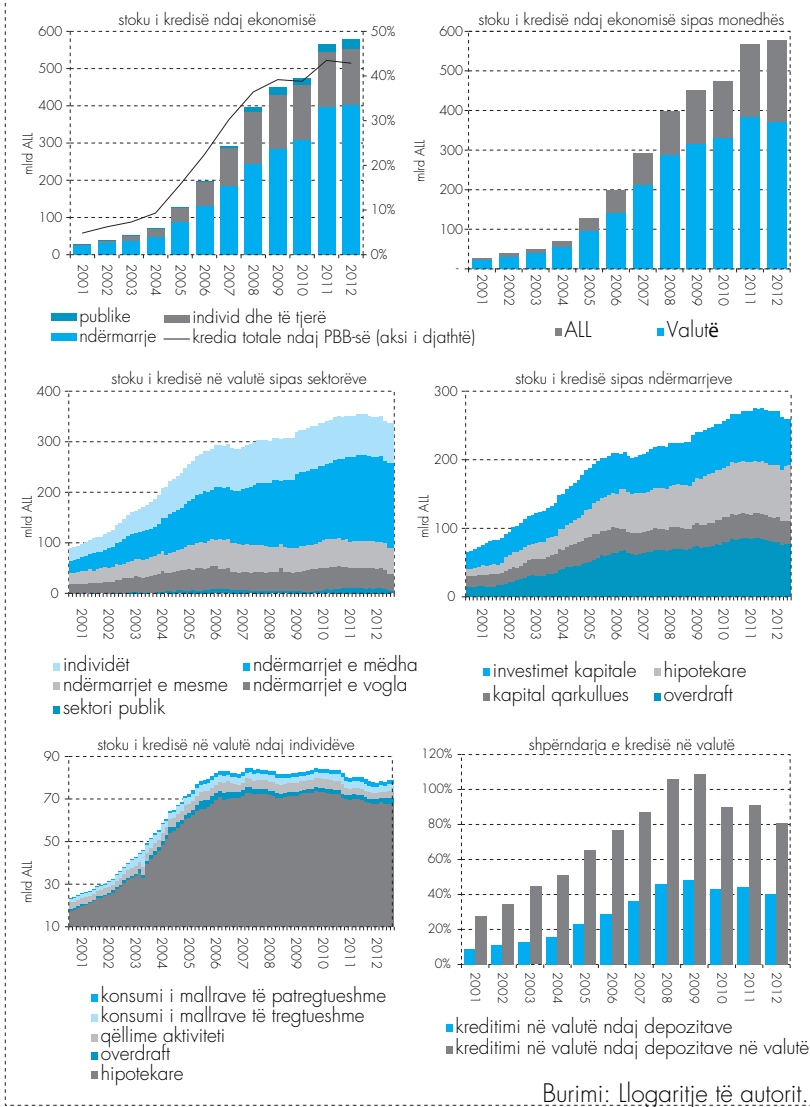 stoku i kredisë ndaj ekonomisë
600
500
400
300
200
100
0
mlrd ALL
50%
40%
30%
20%
10%
0%
2001 2002 2003 2004 2005 2006 2007 2008 2009 2010 2011 2012
publike individ dhe të tjerë
ndërmarrje kredia totale ndaj PBB-së (aksi i djathtë)
stoku i kredisë ndaj ekonomisë sipas monedhës
600
500
400
300
200
100
-
mlrd ALL
2001 2002 2003 2004 2005 2006 2007 2008 2009 2010 2011 2012
ALL Valutë
stoku i kredisë në valutë sipas sektorëve
400
300
200
100
0
mlrd ALL
2001 2002 2003 2004 2005 2006 2007 2008 2009 2010 2011 2012
individët ndërmarrjet e mëdha
ndërmarrjet e mesme ndërmarrjet e vogla
sektori publik
stoku i kredisë sipas ndërmarrjeve
300
200
100
0
mlrd ALL
2001 2002 2003 2004 2005 2006 2007 2008 2009 2010 2011 2012
investimet kapitale hipotekare
kapital qarkullues overdraft
stoku i kredisë në valutë ndaj individëve
90
70
50
30
10
mlrd ALL
2001 2002 2003 2004 2005 2006 2007 2008 2009 2010 2011 2012
konsumi i mallrave të patregtueshme
konsumi i mallrave të tregtueshme
qëllime aktiviteti
overdraft
hipotekare
shpërndarja e kredisë në valutë
120%
100%
80%
60%
40%
20%
0%
2001 2002 2003 2004 2005 2006 2007 2008 2009 2010 2011 2012
kreditimi në valutë ndaj depozitave
kreditimi në valutë ndaj depozitave në valutë
Burimi: Llogaritje të autorit.